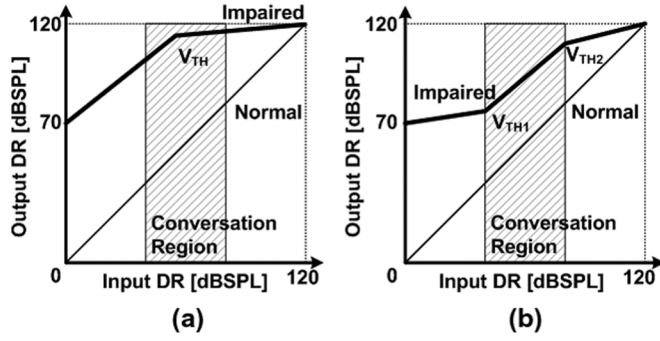 120
Impaired
V_TH
Output DR [dBSPL]
70
Normal
Conversation
Region
0
Input DR [dBSPL]
120
(a)
120
V_TH2
Output DR [dBSPL]
Impaired
70
V_TH1
Normal
Conversation
Region
0
Input DR [dBSPL]
120
(b)